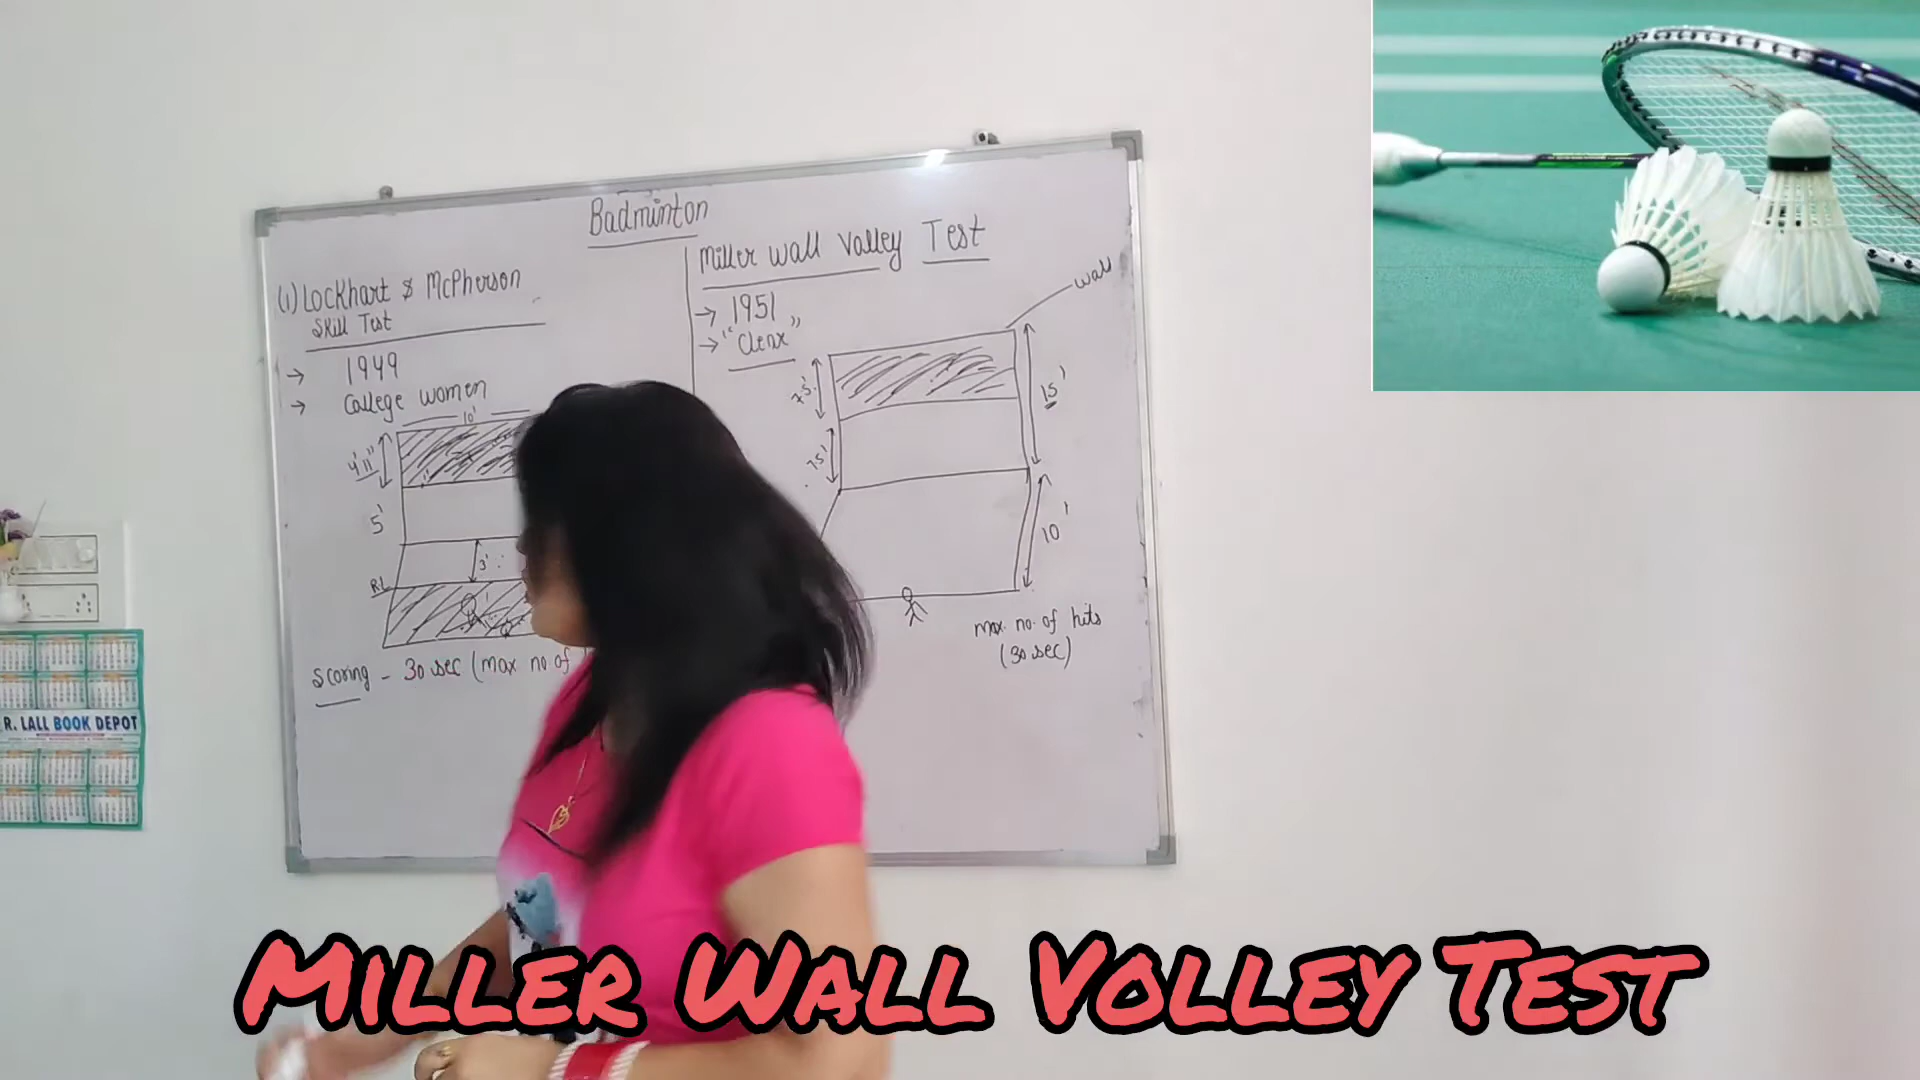 Badminton
(1) Lockhart & McPherson
Skill Test
→ 1949
→ College women
10'
4'11"
5'
3'
R.L
Scoring - 30 sec (max no of
Miller Wall Volley Test
→ 1951
→ "Clear"
wall
7.5'
7.5'
15'
10'
max. no. of hits
(30 sec)
R. LALL BOOK DEPOT
MILLER WALL VOLLEY TEST